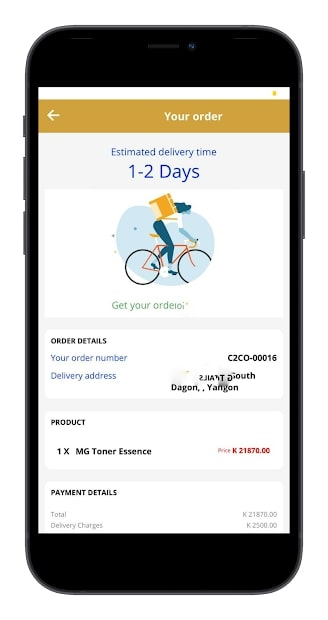 Your order
Estimated delivery time
1-2 Days
Get your
ORDER DETAILS
Your order number C2CO-00016
Delivery address South
Dagon, , Yangon
PRODUCT
1 X MG Toner Essence Price K 21870.00
PAYMENT DETAILS
Total K 21870.00
Delivery Charges K 2500.00